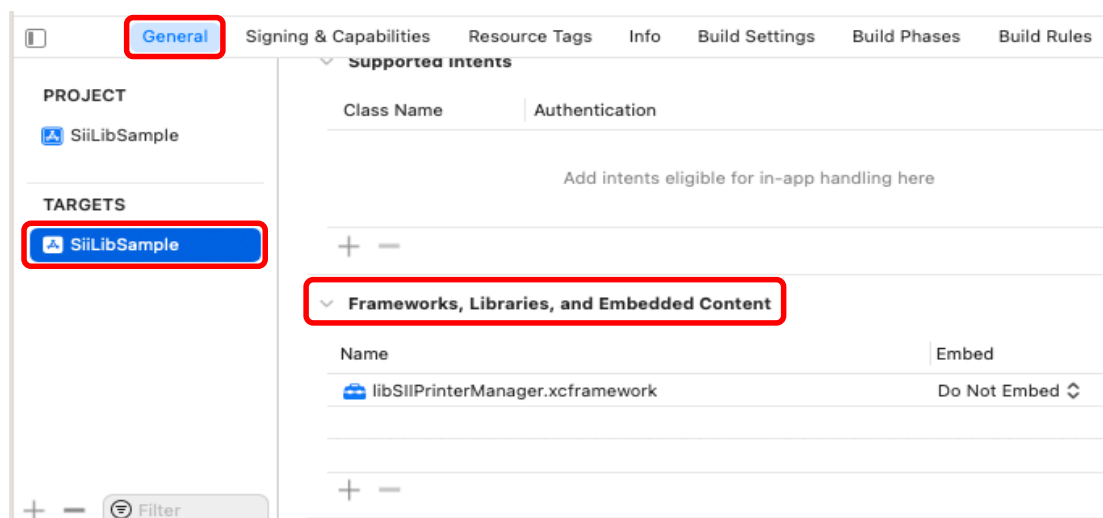 General Signing & Capabilities Resource Tags Info Build Settings Build Phases Build Rules
PROJECT
SiiLibSample
TARGETS
SiiLibSample
Filter
Supported Intents
Class Name Authentication
Add intents eligible for in-app handling here
Frameworks, Libraries, and Embedded Content
Name Embed
libSIIPrinterManager.xcframework Do Not Embed